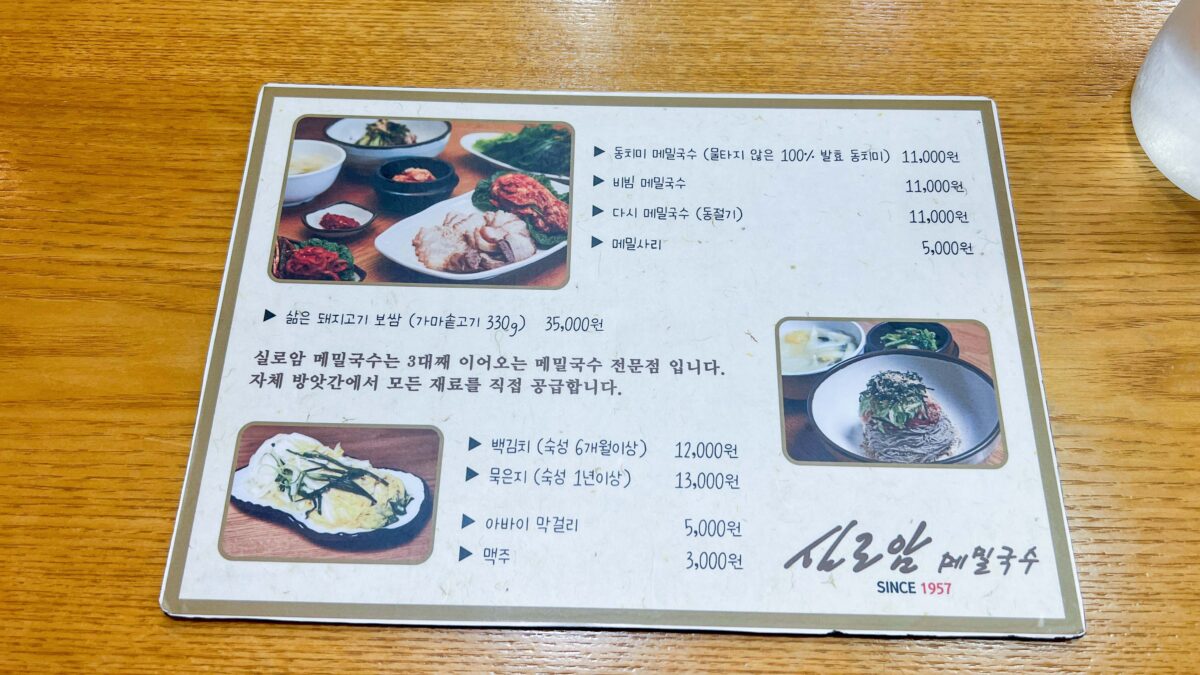 ▶ 동치미 메밀국수 (물타지 않은 100% 발효 동치미) 11,000원
▶ 비빔 메밀국수 11,000원
▶ 다시 메밀국수 (동절기) 11,000원
▶ 메밀사리 5,000원
▶ 삶은 돼지고기 보쌈 (가마솥고기 330g) 35,000원
실로암 메밀국수는 3대째 이어오는 메밀국수 전문점 입니다.
자체 방앗간에서 모든 재료를 직접 공급합니다.
▶ 백김치 (숙성 6개월이상) 12,000원
▶ 묵은지 (숙성 1년이상) 13,000원
▶ 아바이 막걸리 5,000원
▶ 맥주 3,000원
실로암 메밀국수
SINCE 1957